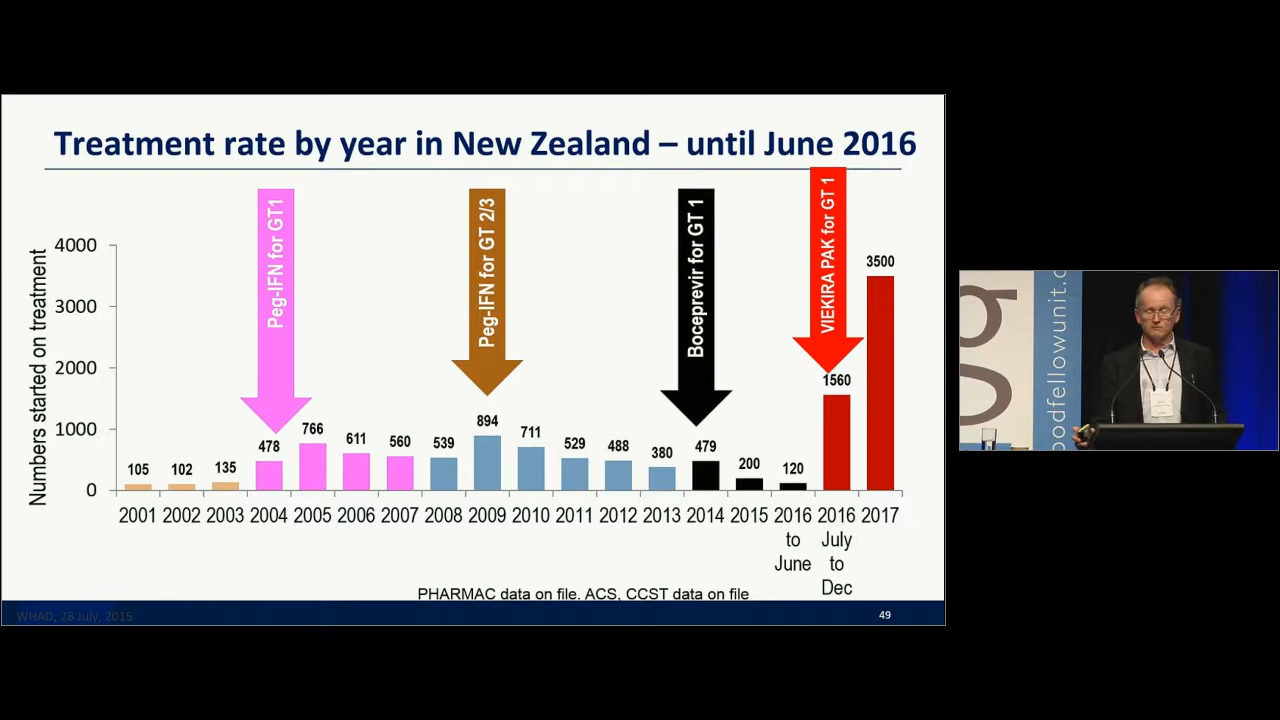 Treatment rate by year in New Zealand – until June 2016
Numbers started on treatment
4000
3000
2000
1000
0
Peg-IFN for GT1
Peg-IFN for GT 2/3
Boceprevir for GT 1
VIEKIRA PAK for GT 1
105
102
135
478
766
611
560
539
894
711
529
488
380
479
200
120
1560
3500
2001
2002
2003
2004
2005
2006
2007
2008
2009
2010
2011
2012
2013
2014
2015
2016
to
June
2016
July
to
Dec
2017
PHARMAC data on file. ACS, CCST data on file
WHAD, 28 July, 2015
49
g
oodfellowunit.c